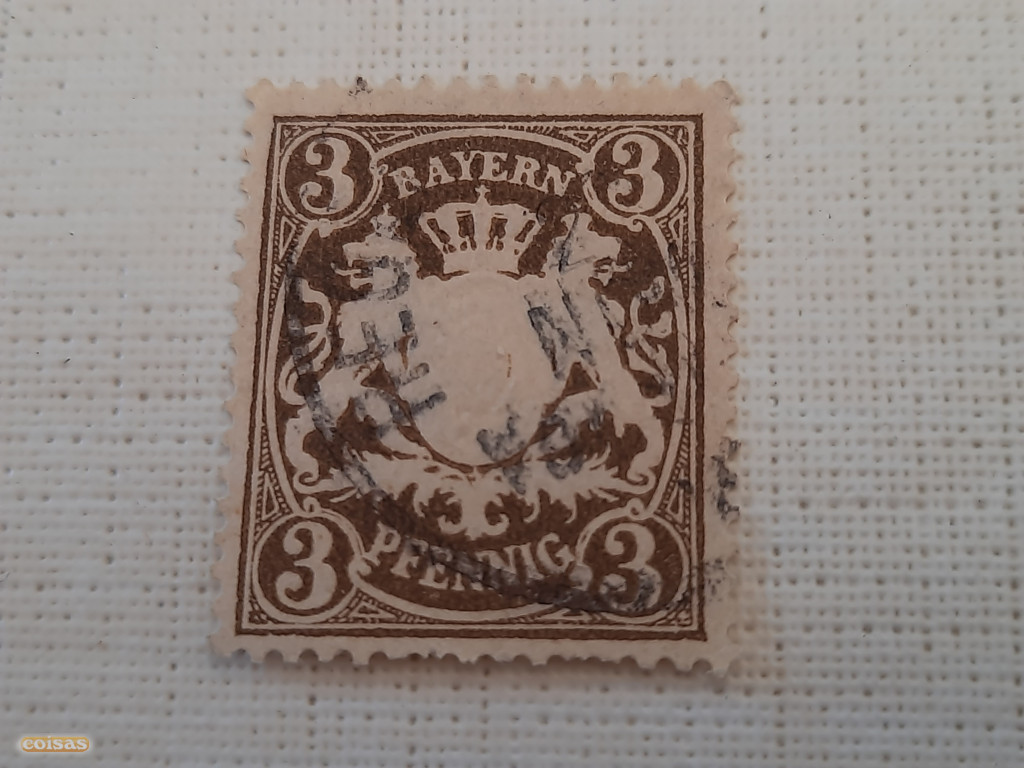 3 BAYERN 3
3 PFENNIG 3
coisas